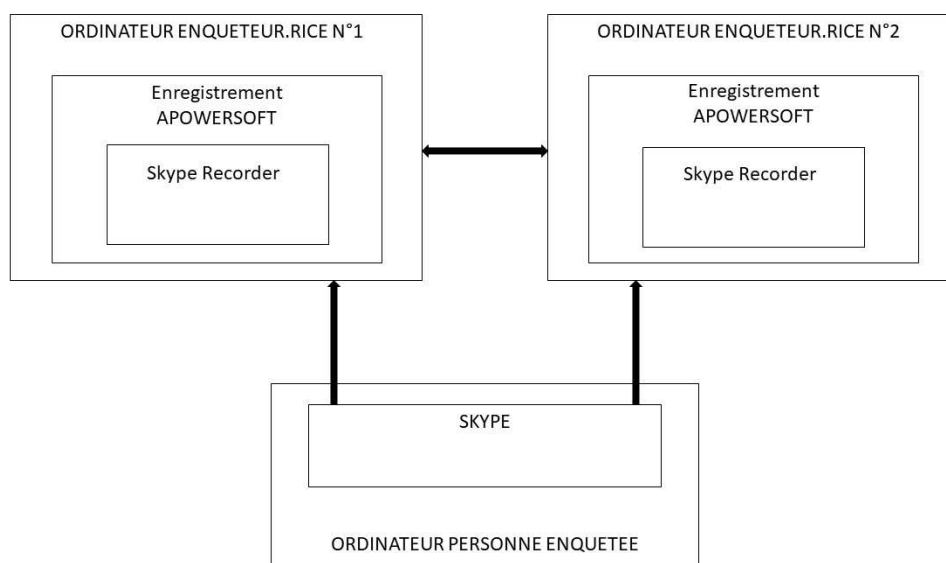 ORDINATEUR ENQUETEUR.RICE N°1
Enregistrement
APOWERSOFT
Skype Recorder
ORDINATEUR ENQUETEUR.RICE N°2
Enregistrement
APOWERSOFT
Skype Recorder
SKYPE
ORDINATEUR PERSONNE ENQUETEE